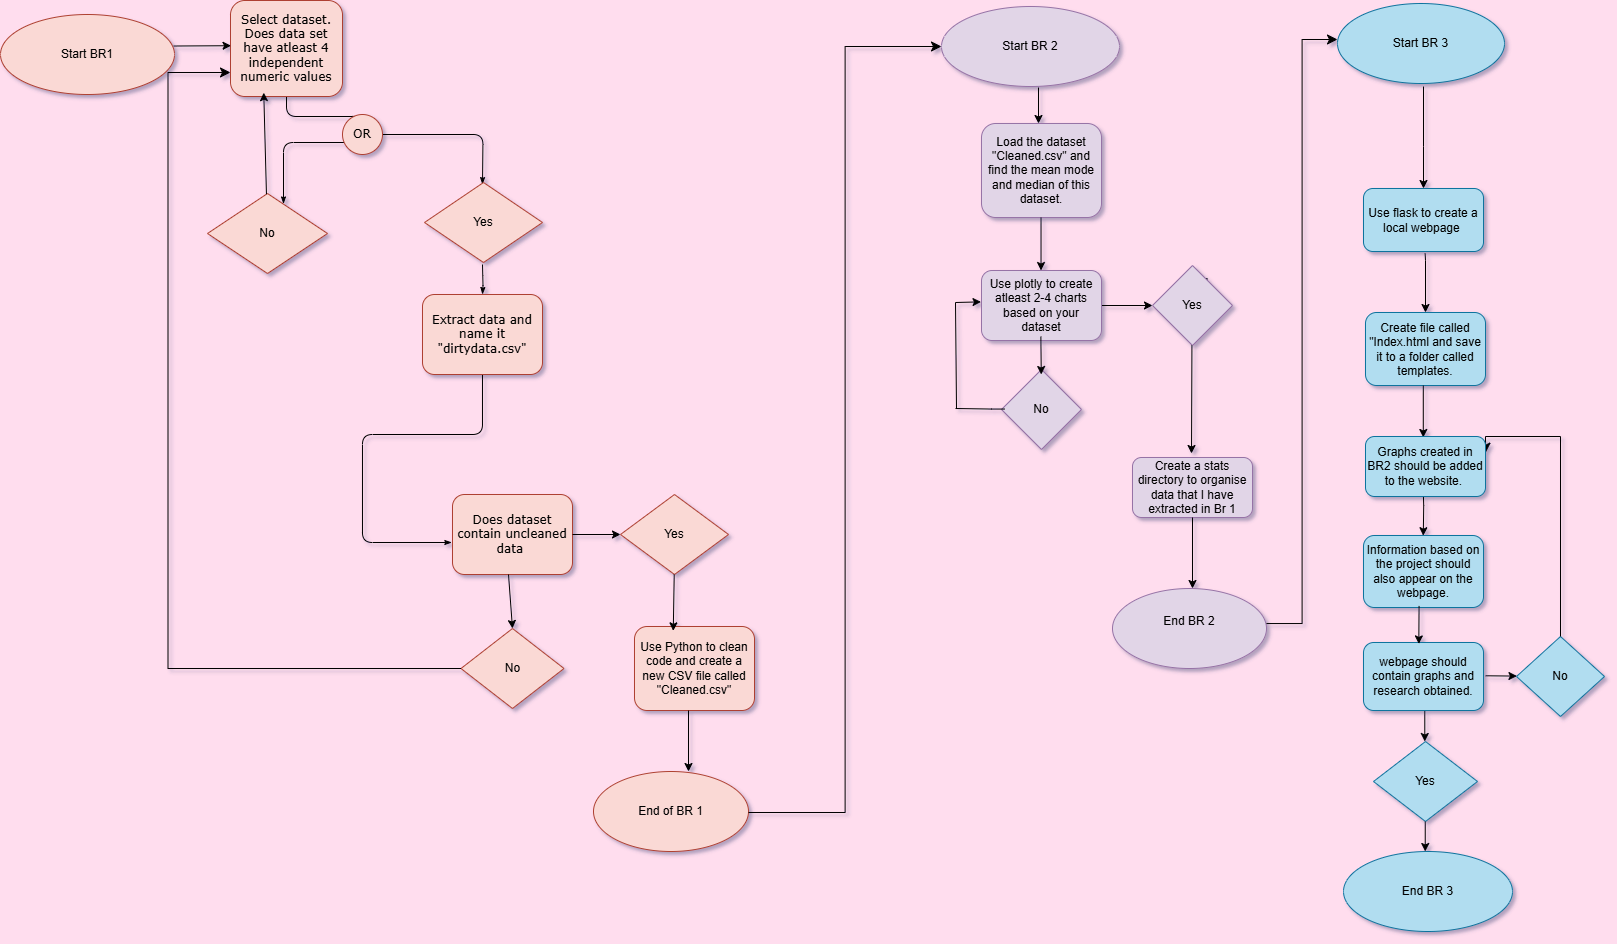 Start BR1
Select dataset.
Does data set
have atleast 4
independent
numeric values
OR
No
Yes
Extract data and
name it
"dirtydata.csv"
Does dataset
contain uncleaned
data
Yes
No
Use Python to clean
code and create a
new CSV file called
"Cleaned.csv"
End of BR 1
Start BR 2
Load the dataset
"Cleaned.csv" and
find the mean mode
and median of this
dataset.
Use plotly to create
atleast 2-4 charts
based on your
dataset
Yes
No
Create a stats
directory to organise
data that I have
extracted in Br 1
End BR 2
Start BR 3
Use flask to create a
local webpage
Create file called
"Index.html and save
it to a folder called
templates.
Graphs created in
BR2 should be added
to the website.
Information based on
the project should
also appear on the
webpage.
webpage should
contain graphs and
research obtained.
No
Yes
End BR 3